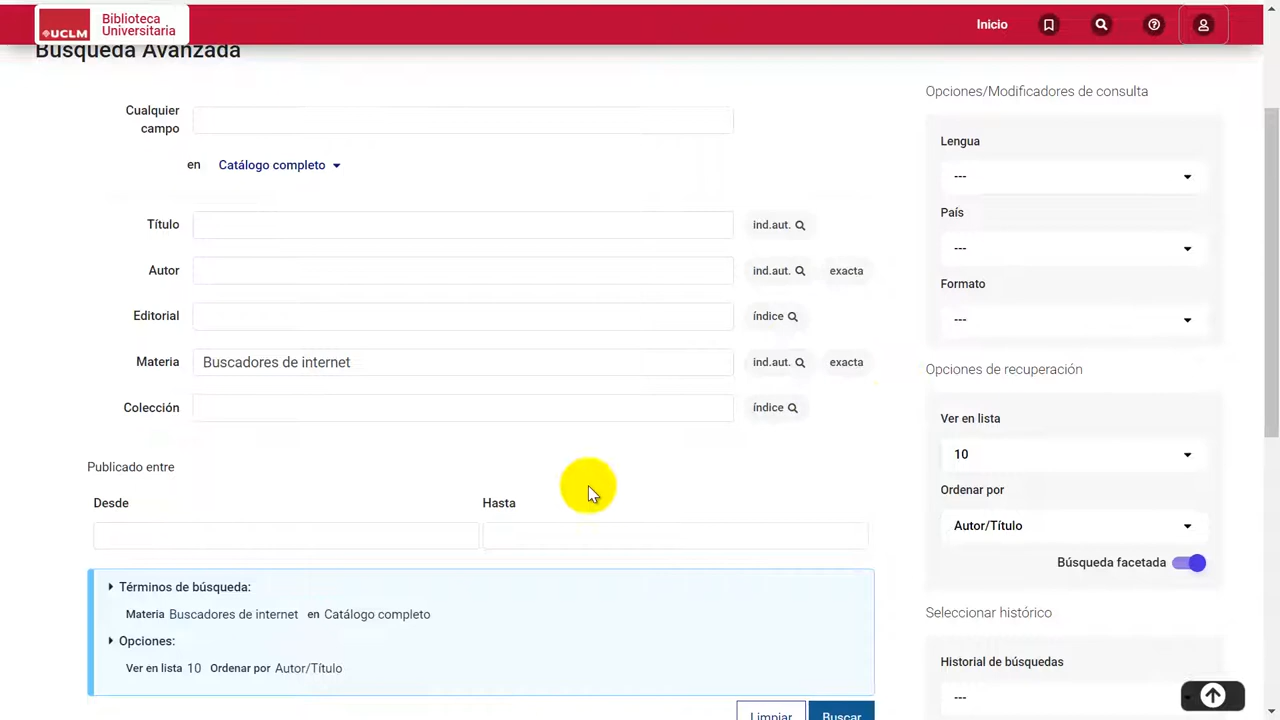 UCLM
Biblioteca
Universitaria
Inicio
Búsqueda Avanzada
Cualquier
campo
en Catálogo completo
Título ind.aut.
Autor ind.aut. exacta
Editorial índice
Materia Buscadores de internet ind.aut. exacta
Colección índice
Publicado entre
Desde Hasta
Términos de búsqueda:
Materia Buscadores de internet en Catálogo completo
Opciones:
Ver en lista 10 Ordenar por Autor/Título
Limpiar Buscar
Opciones/Modificadores de consulta
Lengua
---
País
---
Formato
---
Opciones de recuperación
Ver en lista
10
Ordenar por
Autor/Título
Búsqueda facetada
Seleccionar histórico
Historial de búsquedas
---